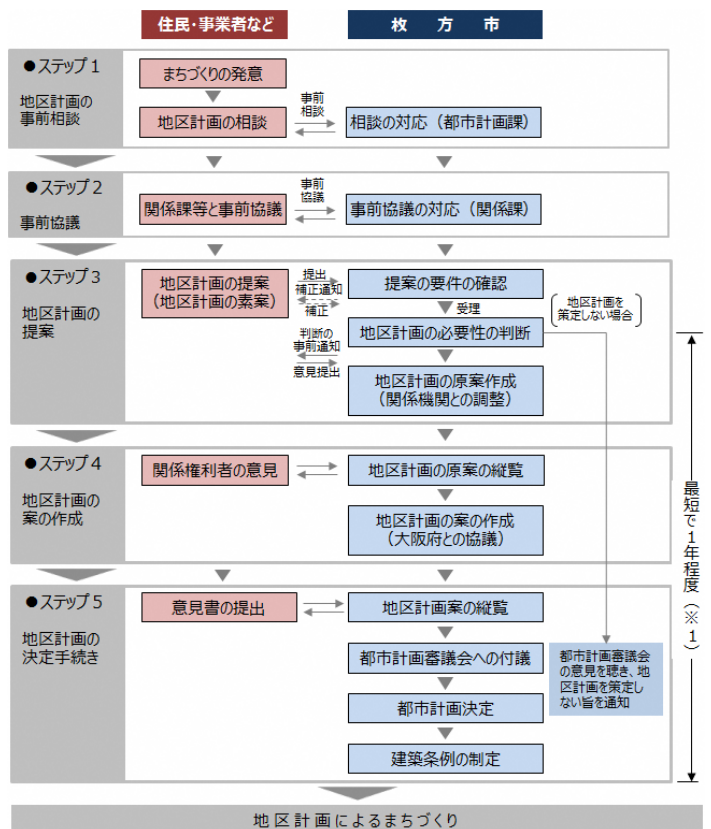 住民・事業者など
枚方市
●ステップ1
地区計画の
事前相談
まちづくりの発意
地区計画の相談
事前
相談
相談の対応（都市計画課）
●ステップ2
事前協議
関係課等と事前協議
事前
協議
事前協議の対応（関係課）
●ステップ3
地区計画の
提案
地区計画の提案
（地区計画の素案）
提出
補正通知
補正
提案の要件の確認
受理
地区計画を
策定しない場合
判断の
事前通知
意見提出
地区計画の必要性の判断
地区計画の原案作成
（関係機関との調整）
●ステップ4
地区計画の
案の作成
関係権利者の意見
地区計画の原案の縦覧
地区計画の案の作成
（大阪府との協議）
最短で1年程度（※1）
●ステップ5
地区計画の
決定手続き
意見書の提出
地区計画案の縦覧
都市計画審議会への付議
都市計画決定
建築条例の制定
都市計画審議会
の意見を聴き、地
区計画を策定し
ない旨を通知
地区計画によるまちづくり